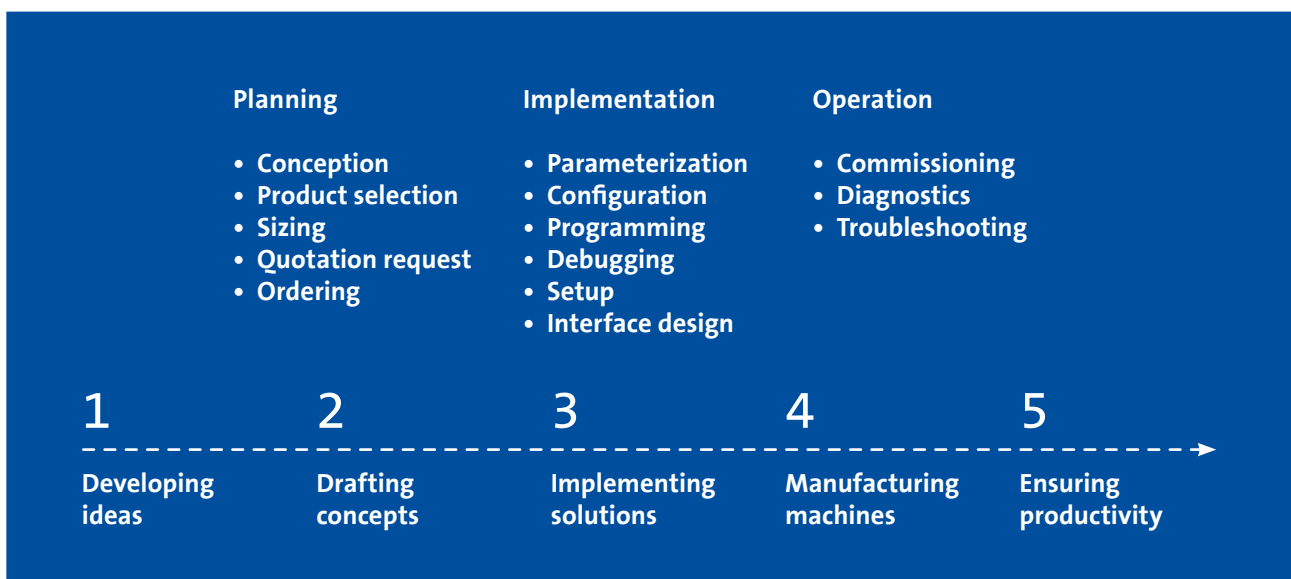 Planning
• Conception
• Product selection
• Sizing
• Quotation request
• Ordering
Implementation
• Parameterization
• Configuration
• Programming
• Debugging
• Setup
• Interface design
Operation
• Commissioning
• Diagnostics
• Troubleshooting
1
Developing
ideas
2
Drafting
concepts
3
Implementing
solutions
4
Manufacturing
machines
5
Ensuring
productivity